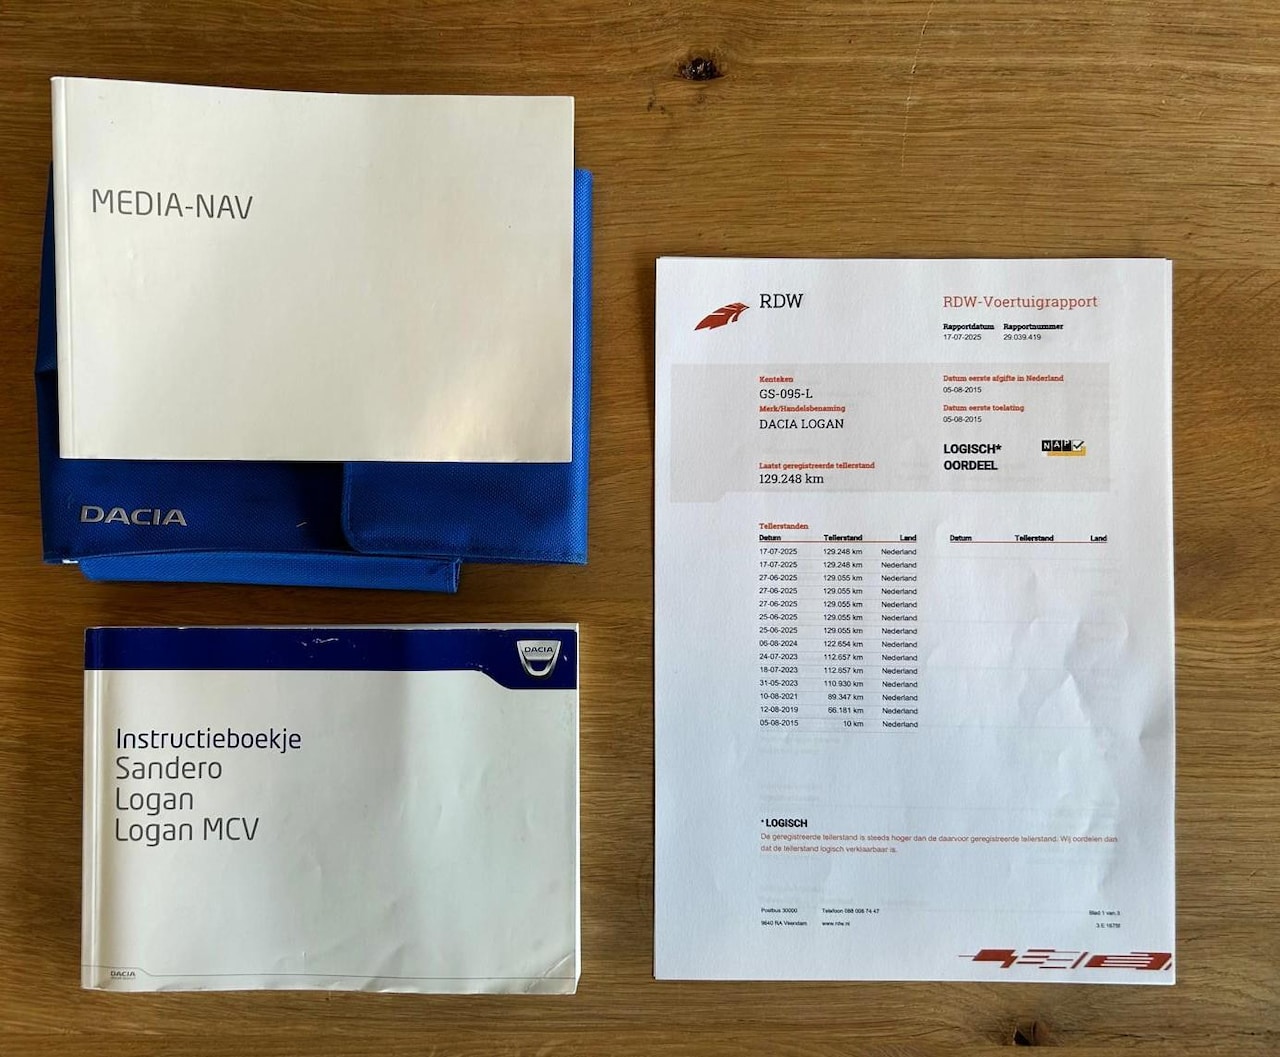 MEDIA-NAV
DACIA
DACIA
Instructieboekje
Sandero
Logan
Logan MCV
DACIA
RDW
RDW-Voertuigrapport
Rapportdatum Rapportnummer
17-07-2025 29.039.419
Kenteken
GS-095-L
Merk/Handelsbenaming
DACIA LOGAN
Laatst geregistreerde tellerstand
129.248 km
Datum eerste afgifte in Nederland
05-08-2015
Datum eerste toelating
05-08-2015
LOGISCH*
OORDEEL
NAP
Tellerstanden
Datum Tellerstand Land Datum Tellerstand Land
17-07-2025 129.248 km Nederland
17-07-2025 129.248 km Nederland
27-06-2025 129.055 km Nederland
27-06-2025 129.055 km Nederland
27-06-2025 129.055 km Nederland
25-06-2025 129.055 km Nederland
25-06-2025 129.055 km Nederland
06-08-2024 122.654 km Nederland
24-07-2023 112.657 km Nederland
18-07-2023 112.657 km Nederland
31-05-2023 110.930 km Nederland
10-08-2021 89.347 km Nederland
12-08-2019 66.181 km Nederland
05-08-2015 10 km Nederland
* LOGISCH
De geregistreerde tellerstand is steeds hoger dan de daarvoor geregistreerde tellerstand. Wij oordelen dan
dat de tellerstand logisch verklaarbaar is.
Postbus 30000 Telefoon 088 008 74 47 Blad 1 van 3
9640 RA Veendam www.rdw.nl